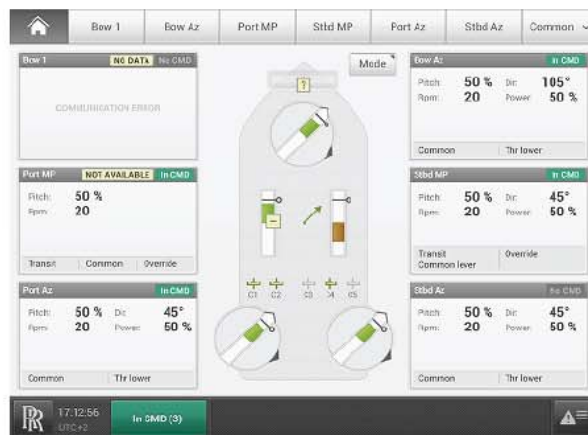 Bow 1
Bow Az
Port MP
Stbd MP
Port Az
Stbd Az
Common
Bow 1 NO DATA No CMD
COMMUNICATION ERROR
Port MP NOT AVAILABLE In CMD
Pitch: 50 %
Rpm: 20
Transit Common Override
Port Az In CMD
Pitch: 50 % Dir: 45°
Rpm: 20 Power: 50 %
Common Thr lower
Mode
?
C1 C2 C3 C4 C5
Bow Az In CMD
Pitch: 50 % Dir: 105°
Rpm: 20 Power: 50 %
Common Thr lower
Stbd MP In CMD
Pitch: 50 % Dir: 45°
Rpm: 20 Power: 50 %
Transit Override
Common lever
Stbd Az No CMD
Pitch: 50 % Dir: 45°
Rpm: 20 Power: 50 %
Common Thr lower
RR
17:12:56
UTC+2
In CMD (3)